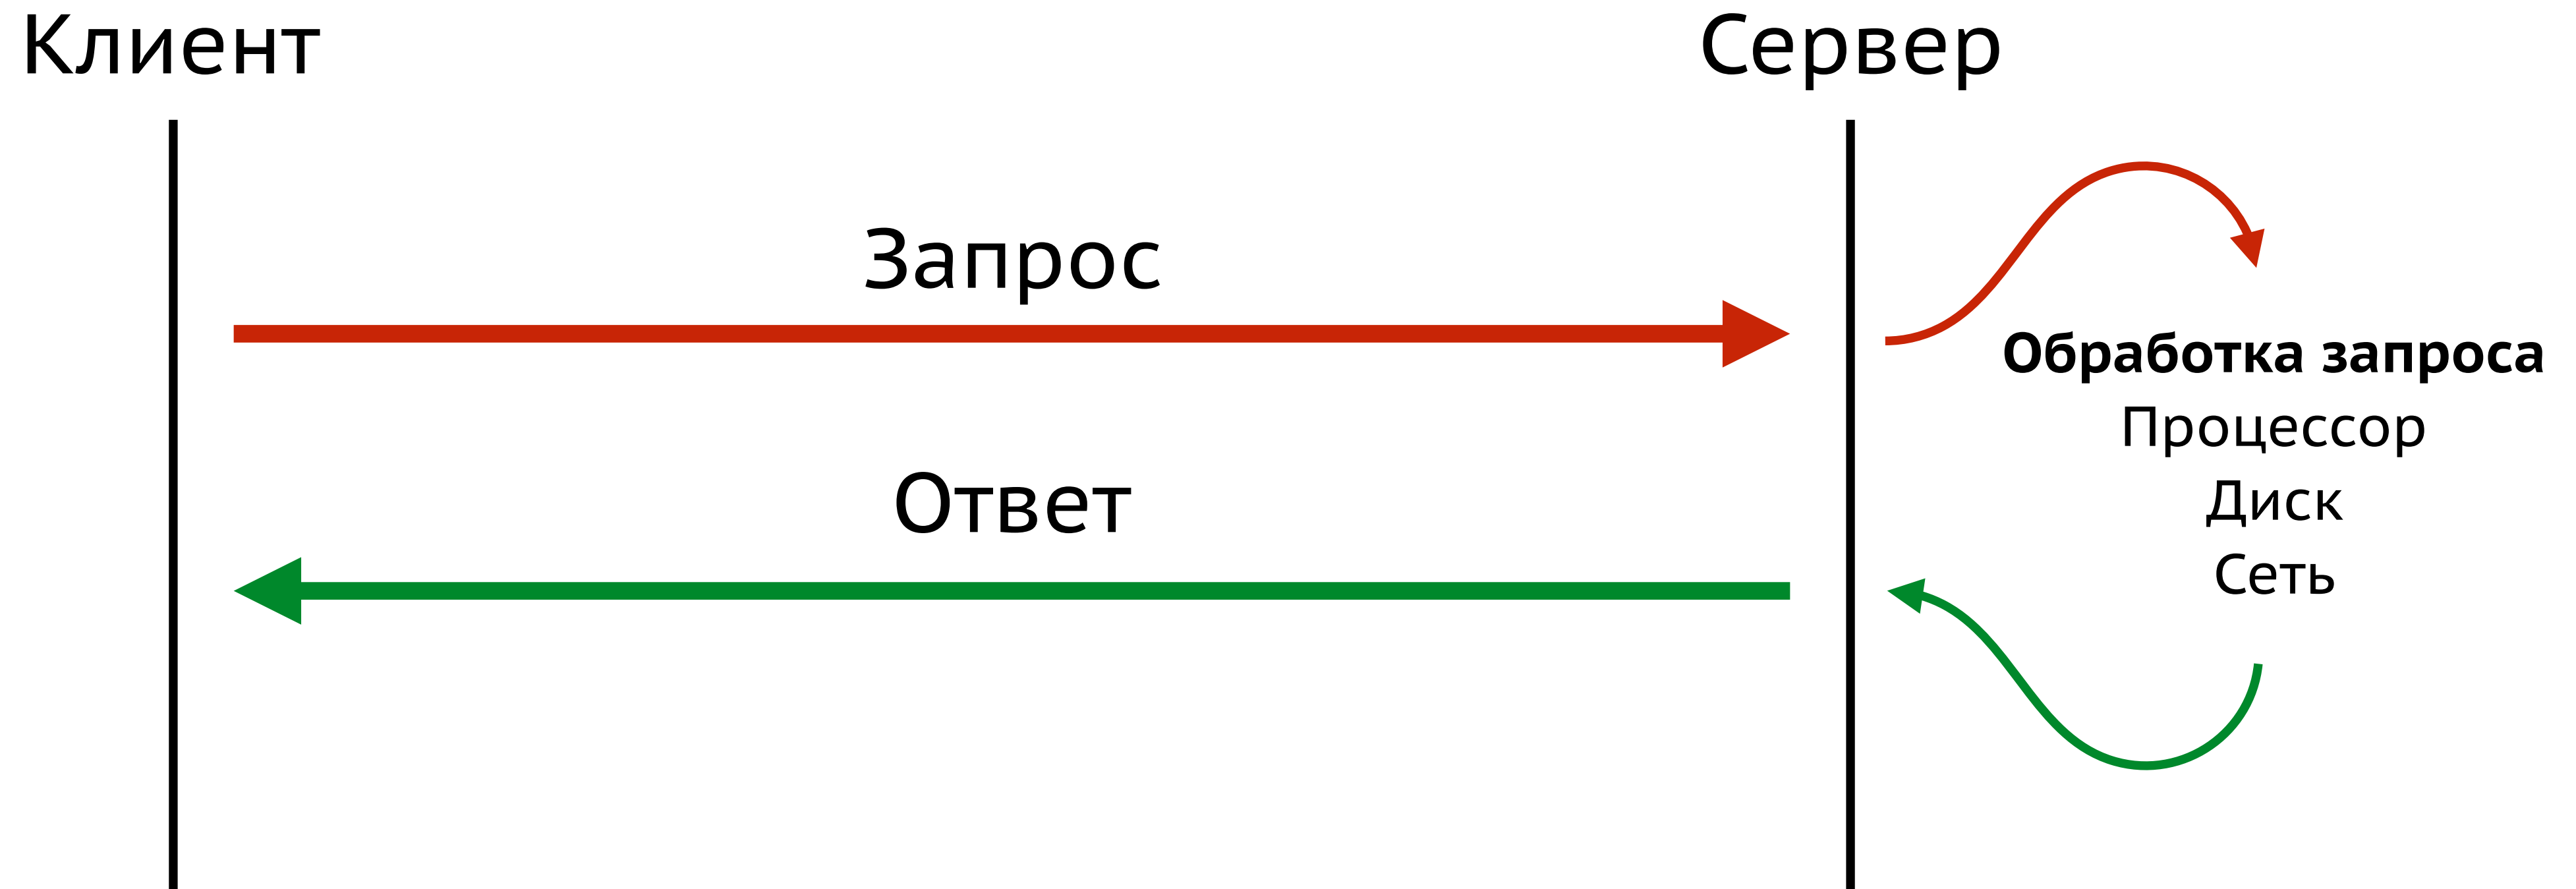 Клиент
Сервер
Запрос
Обработка запроса
Процессор
Диск
Сеть
Ответ